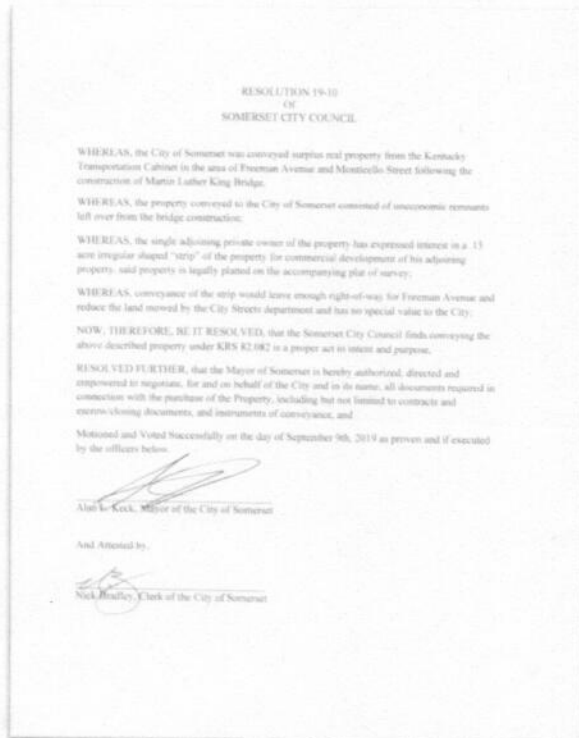 RESOLUTION 19-10
OF
SOMERSET CITY COUNCIL
WHEREAS, the City of Somerset was conveyed surplus real property from the Kentucky
Transportation Cabinet in the area of Freeman Avenue and Monticello Street following the
construction of Martin Luther King Bridge.
WHEREAS, the property conveyed to the City of Somerset consisted of uneconomic remnants
left over from the bridge construction;
WHEREAS, the single adjoining private owner of the property has expressed interest in a .15
acre irregular shaped "strip" of the property for commercial development of his adjoining
property, said property is legally platted on the accompanying plat of survey;
WHEREAS, conveyance of the strip would leave enough right-of-way for Freeman Avenue and
reduce the land mowed by the City Streets department and has no special value to the City;
NOW, THEREFORE, BE IT RESOLVED, that the Somerset City Council finds conveying the
above described property under KRS 82.082 is a proper act in intent and purpose,
RESOLVED FURTHER, that the Mayor of Somerset is hereby authorized, directed and
empowered to negotiate, for and on behalf of the City and in its name, all documents required in
connection with the purchase of the Property, including but not limited to contracts and
escrow/closing documents, and instruments of conveyance, and
Motioned and Voted Successfully on the day of September 9th, 2019 as proven and if executed
by the officers below.
Alan L. Keck, Mayor of the City of Somerset
And Attested by,
Nick Bradley, Clerk of the City of Somerset